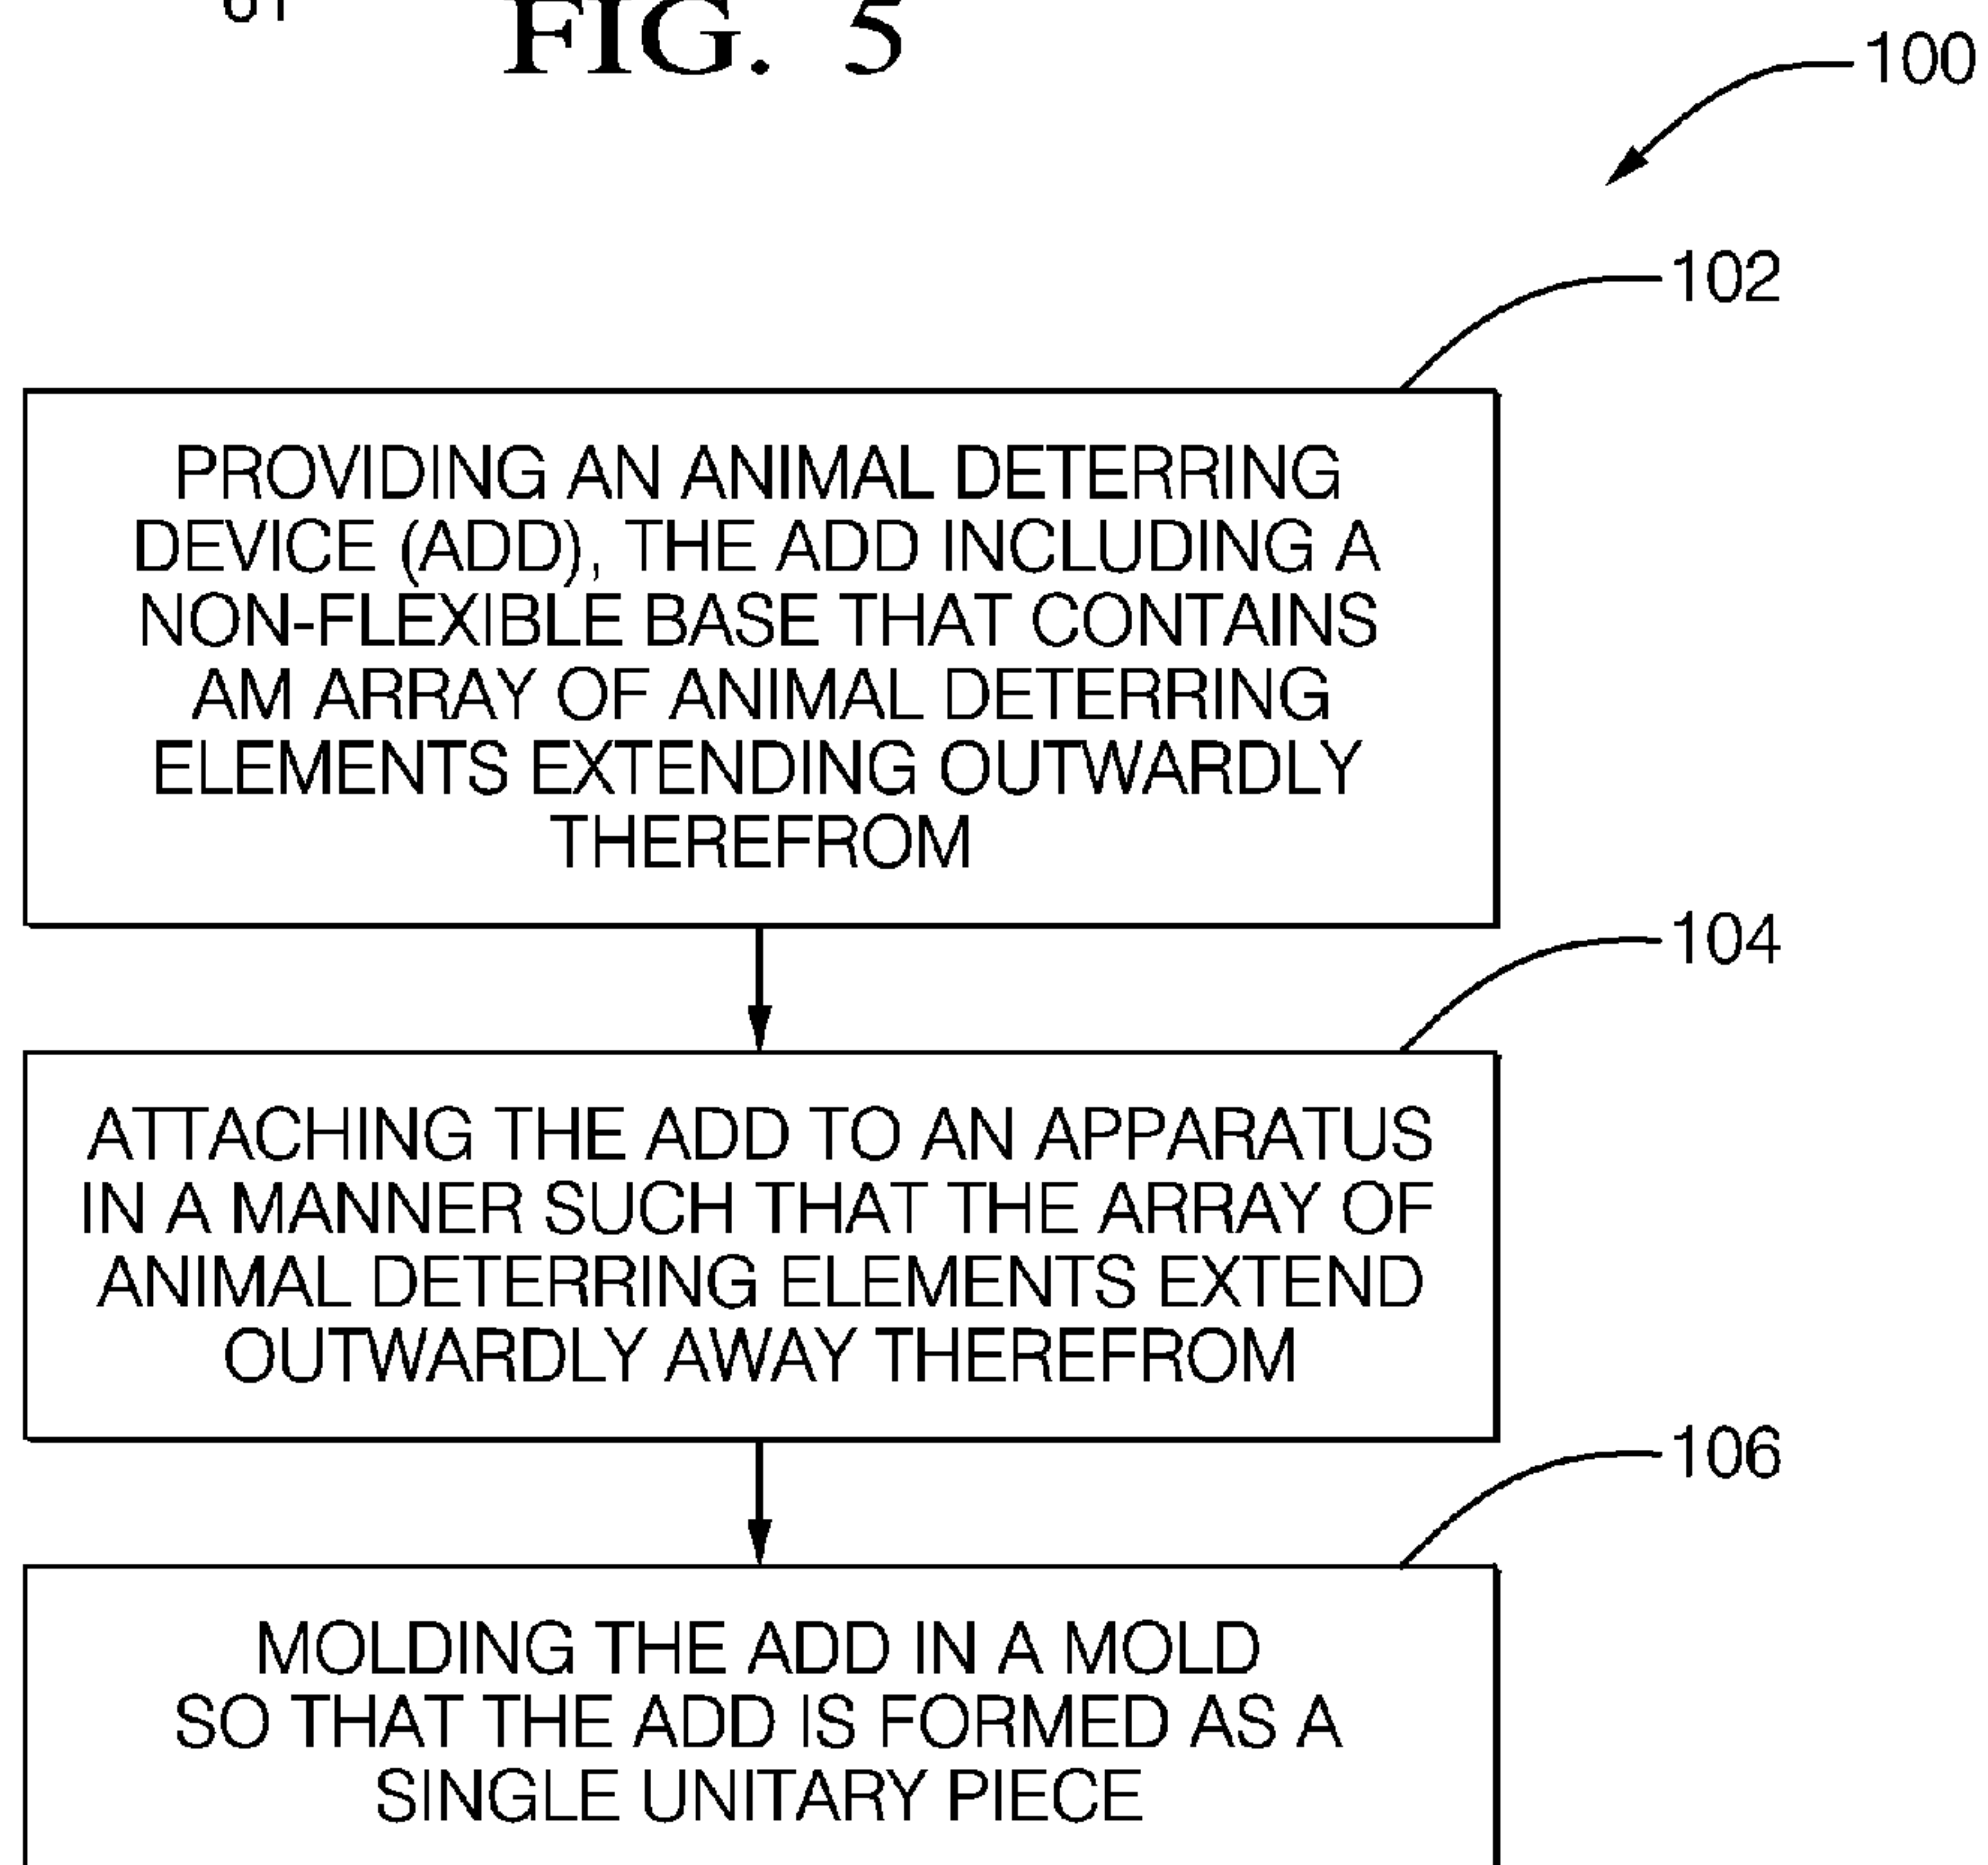 FIG. 5
100
102
PROVIDING AN ANIMAL DETERRING
DEVICE (ADD), THE ADD INCLUDING A
NON-FLEXIBLE BASE THAT CONTAINS
AM ARRAY OF ANIMAL DETERRING
ELEMENTS EXTENDING OUTWARDLY
THEREFROM
104
ATTACHING THE ADD TO AN APPARATUS
IN A MANNER SUCH THAT THE ARRAY OF
ANIMAL DETERRING ELEMENTS EXTEND
OUTWARDLY AWAY THEREFROM
106
MOLDING THE ADD IN A MOLD
SO THAT THE ADD IS FORMED AS A
SINGLE UNITARY PIECE